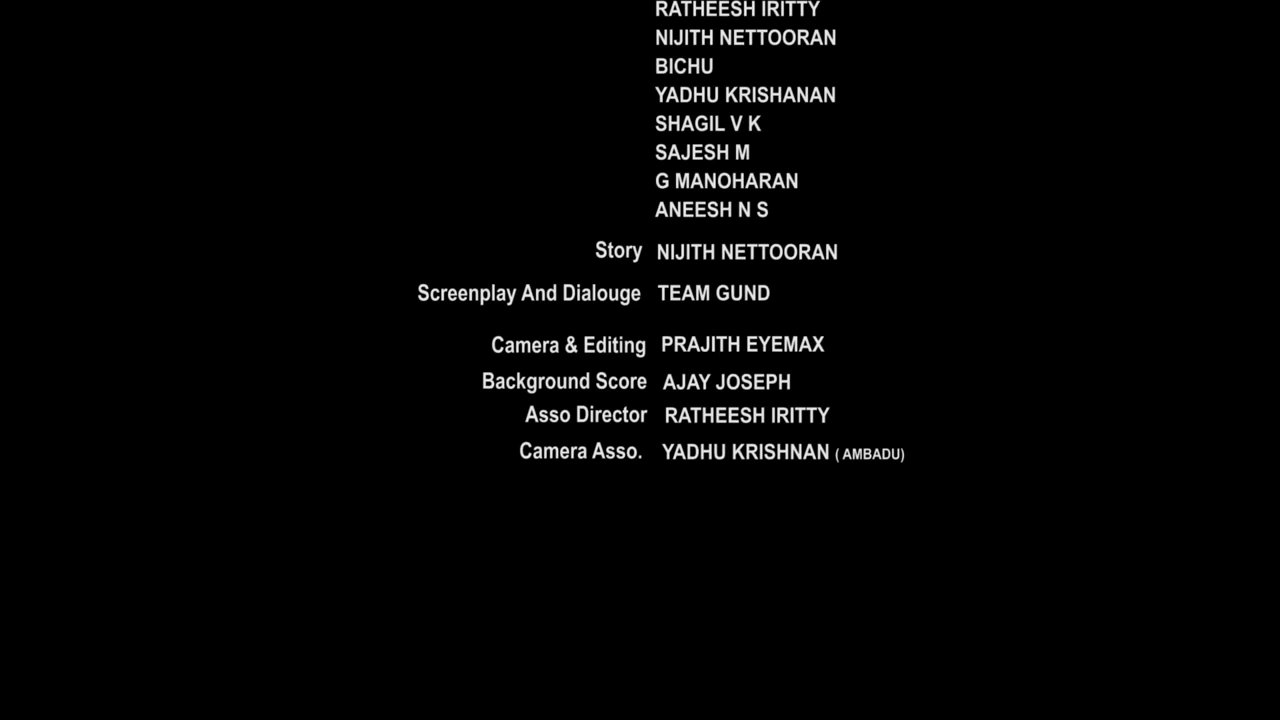 RATHEESH IRITTY
NIJITH NETTOORAN
BICHU
YADHU KRISHANAN
SHAGIL V K
SAJESH M
G MANOHARAN
ANEESH N S
Story NIJITH NETTOORAN
Screenplay And Dialouge TEAM GUND
Camera & Editing PRAJITH EYEMAX
Background Score AJAY JOSEPH
Asso Director RATHEESH IRITTY
Camera Asso. YADHU KRISHNAN ( AMBADU)